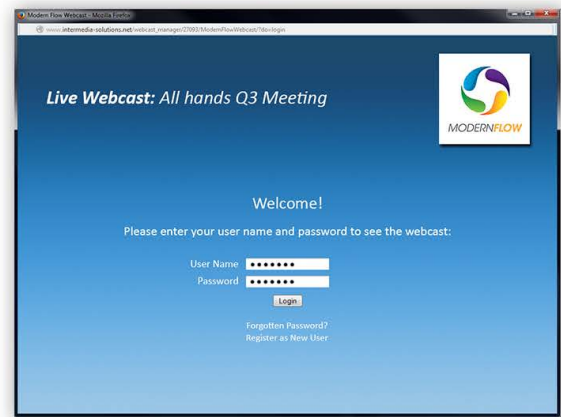 Modern Flow Webcast - Mozilla Firefox
www.intermedia-solutions.net/webcast_manager/27093/ModernFlowWebcast/?do=login
Live Webcast: All hands Q3 Meeting
MODERNFLOW
Welcome!
Please enter your user name and password to see the webcast:
User Name
Password
Login
Forgotten Password?
Register as New User